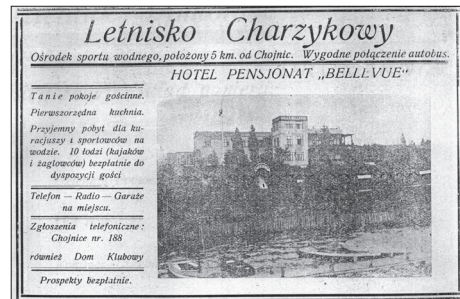 Letnisko Charzykowy
Ośrodek sportu wodnego, położony 5 km. od Chojnic. Wygodne połączenie autobus.
HOTEL PENSJONAT „BELLEVUE"
Tanie pokoje gościnne.
Pierwszorzędna kuchnia.
Przyjemny pobyt dla ku-
racjuszy i sportowców na
wodzie. 10 łodzi (kajaków
i żaglowców) bezpłatnie do
dyspozycji gości
Telefon — Radio — Garaże
na miejscu.
Zgłoszenia telefoniczne:
Chojnice nr. 188
również Dom Klubowy
Prospekty bezpłatnie.